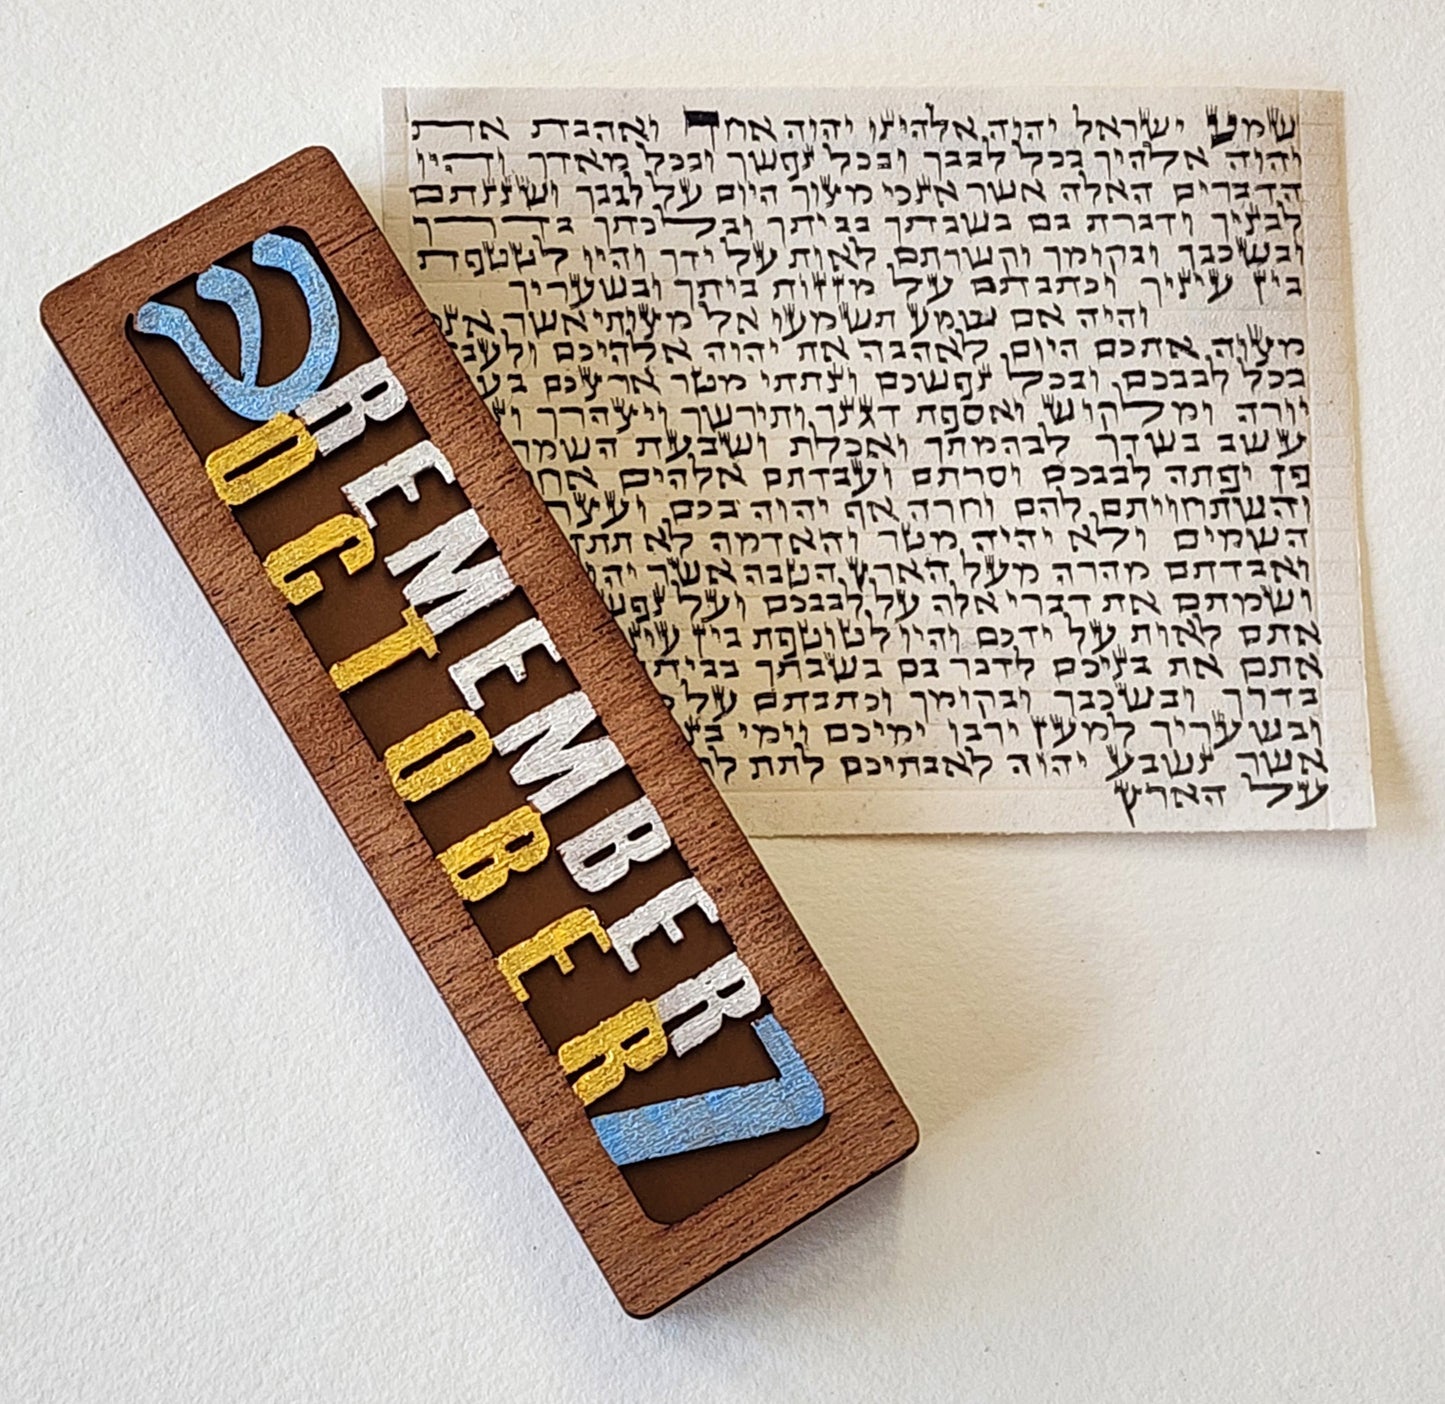 ש
REMEMBER
OCTOBER
7
שמע ישראל יהוה אלהינו יהוה אחד ואהבת את
יהוה אלהיך בכל לבבך ובכל נפשך ובכל מאדך והיו
הדברים האלה אשר אנכי מצוך היום על לבבך ושננתם
לבניך ודברת בם בשבתך בביתך ובלכתך בדרך
ובשכבך ובקומך וקשרתם לאות על ידך והיו לטטפת
בין עיניך וכתבתם על מזזות ביתך ובשעריך
והיה אם שמע תשמעו אל מצותי אשר
מצוה אתכם היום לאהבה את יהוה אלהיכם
בכל לבבכם ובכל נפשכם ונתתי מטר ארצכם
יורה ומלקוש ואספת דגנך ותירשך ויצהרך
עשב בשדך לבהמתך ואכלת ושבעת
פן יפתה לבבכם וסרתם ועבדתם אלהים
והשתחויתם להם וחרה אף יהוה בכם ועצר
השמים ולא יהיה מטר והאדמה לא
ואבדתם מהרה מעל הארץ הטבה אשר
ושמתם את דברי אלה על לבבכם ועל
אתם לאות על ידכם והיו לטוטפת בין
אתם את בניכם לדבר בם בשבתך
בדרך ובשכבך ובקומך וכתבתם על
ובשעריך למען ירבו ימיכם וימי
אשר נשבע יהוה לאבתיכם לתת
על הארץ